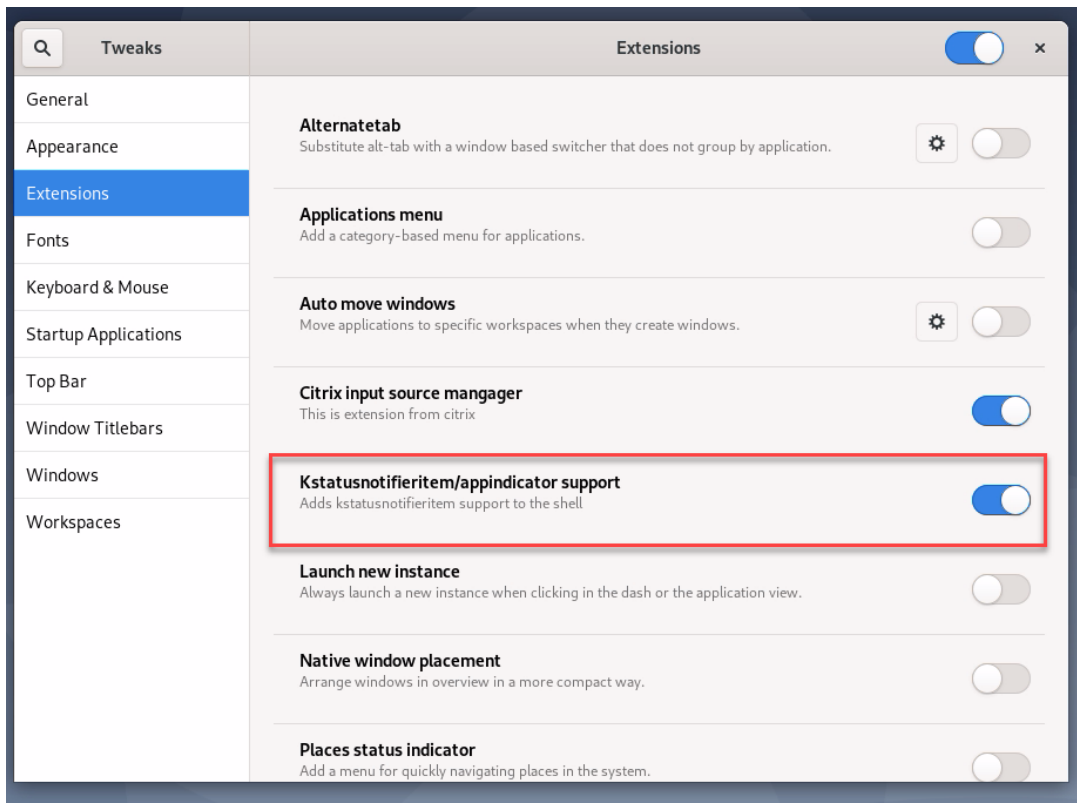 Tweaks
Extensions
General
Appearance
Extensions
Fonts
Keyboard & Mouse
Startup Applications
Top Bar
Window Titlebars
Windows
Workspaces
Alternatetab
Substitute alt-tab with a window based switcher that does not group by application.
Applications menu
Add a category-based menu for applications.
Auto move windows
Move applications to specific workspaces when they create windows.
Citrix input source mangager
This is extension from citrix
Kstatusnotifieritem/appindicator support
Adds kstatusnotifieritem support to the shell
Launch new instance
Always launch a new instance when clicking in the dash or the application view.
Native window placement
Arrange windows in overview in a more compact way.
Places status indicator
Add a menu for quickly navigating places in the system.